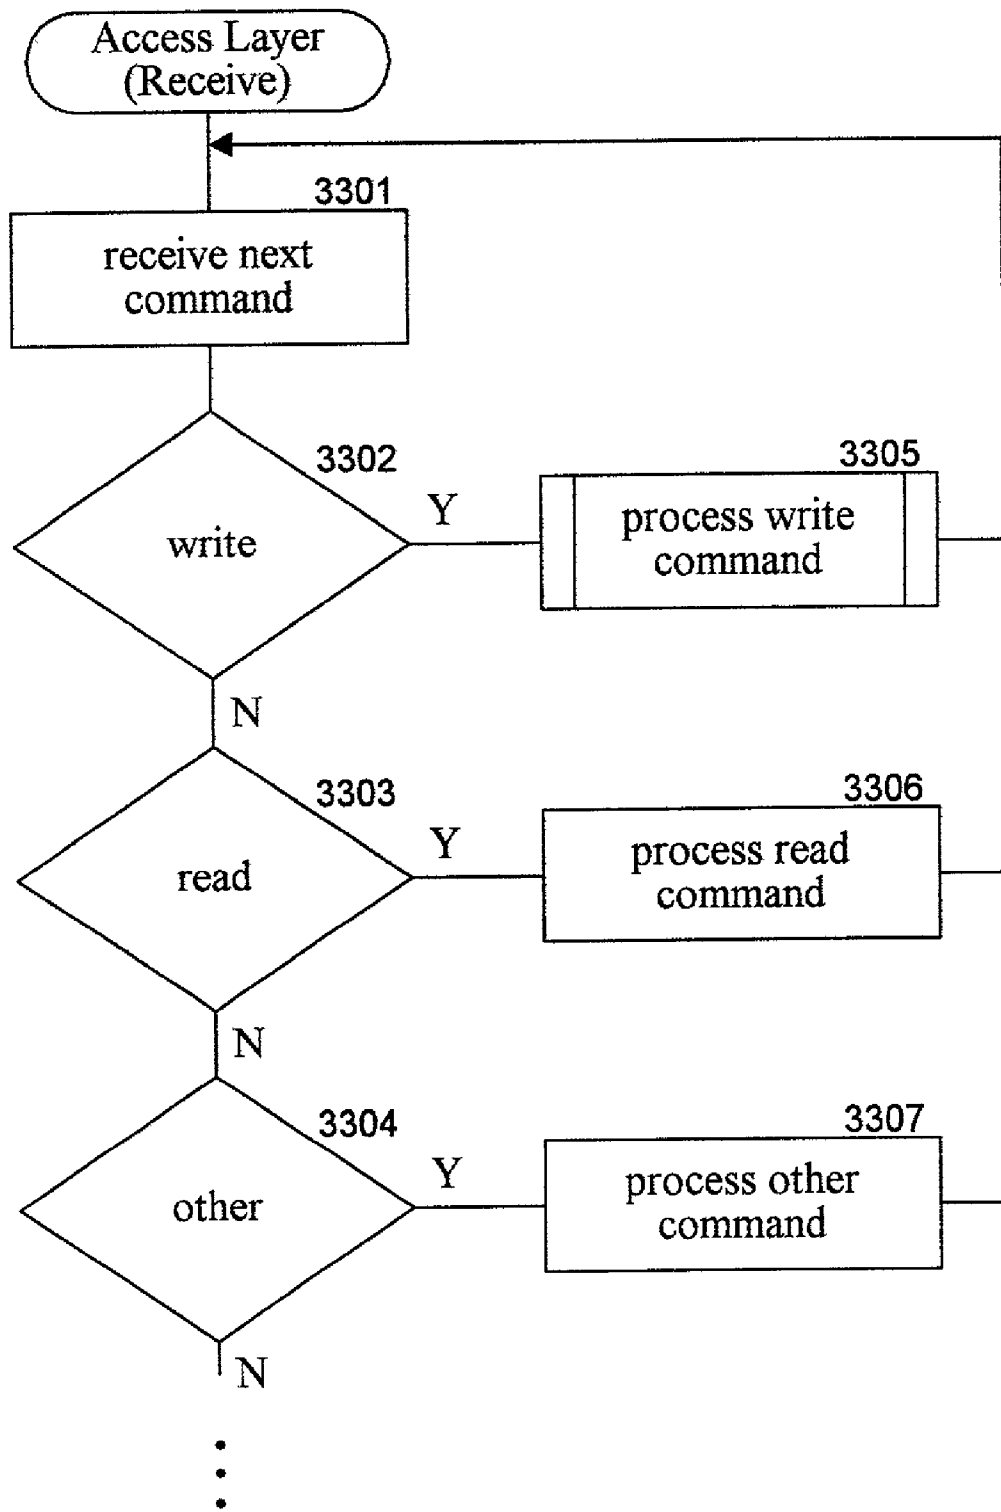 Access Layer
(Receive)
3301
receive next
command
3302
write
Y
3305
process write
command
N
3303
read
Y
3306
process read
command
N
3304
other
Y
3307
process other
command
N